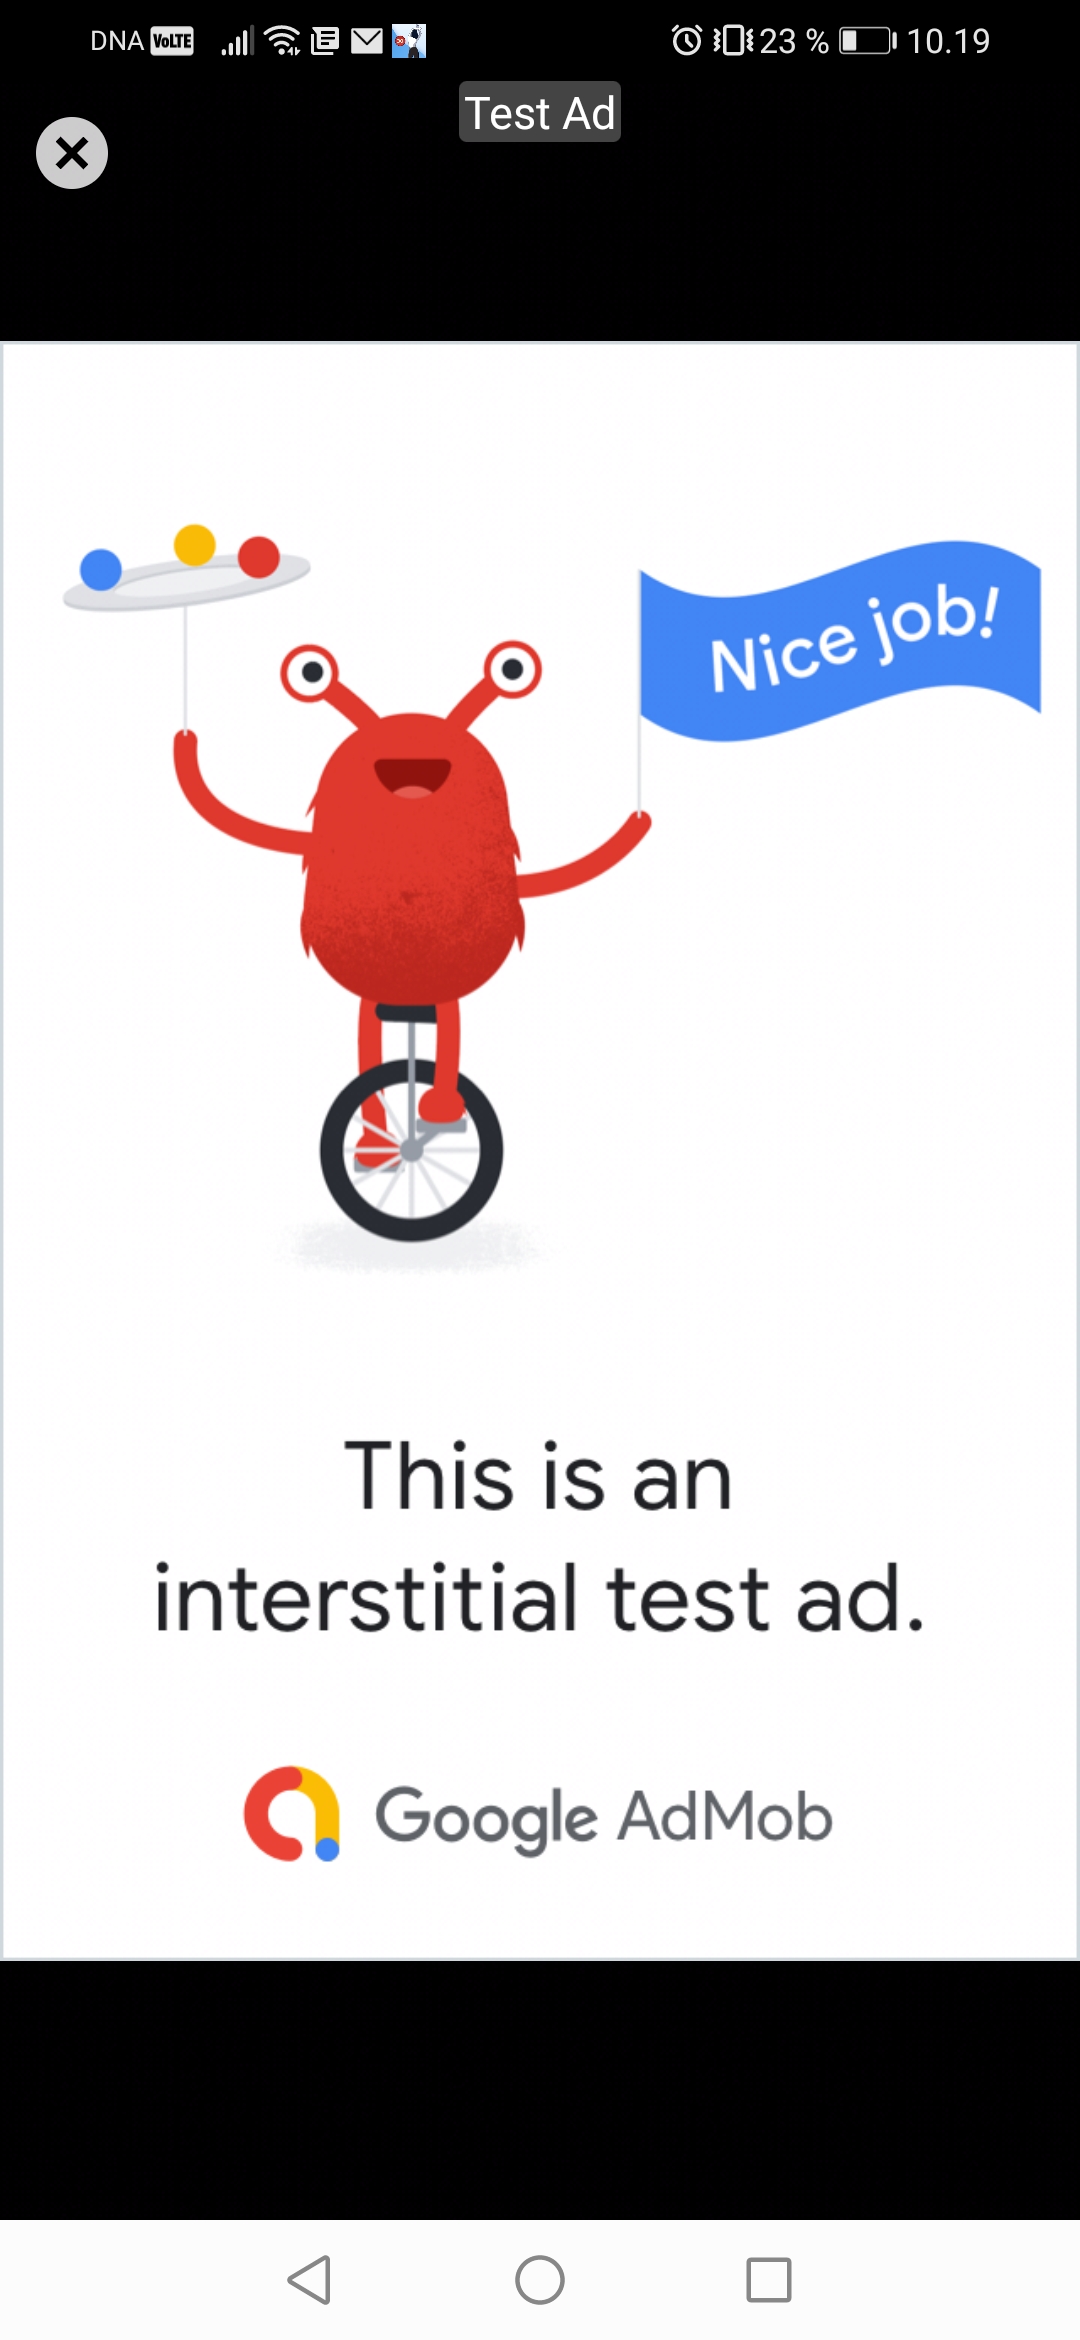 DNA VoLTE 23 % 10.19
Test Ad
Nice job!
This is an
interstitial test ad.
Google AdMob